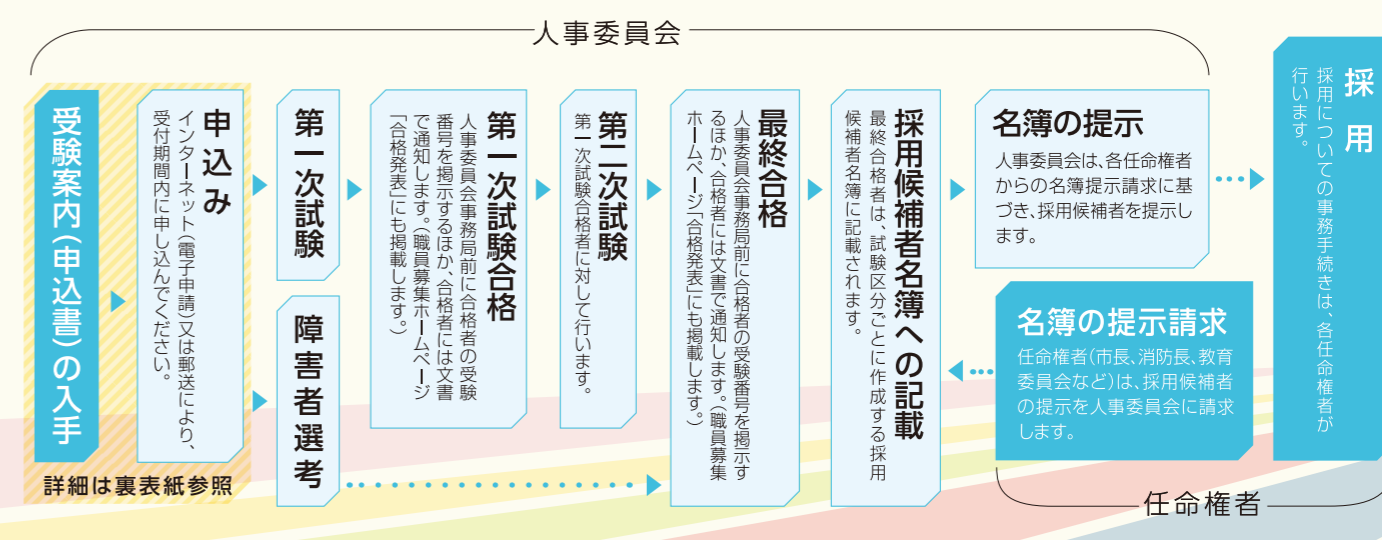 人事委員会
受験案内（申込書）の入手
申込み
インターネット（電子申請）又は郵送により、
受付期間内に申し込んでください。
詳細は裏表紙参照
第一次試験
障害者選考
第一次試験合格
人事委員会事務局前に合格者の受験
番号を掲示するほか、合格者には文書
で通知します。（職員募集ホームページ
「合格発表」にも掲載します。）
第二次試験
第一次試験合格者に対して行います。
最終合格
人事委員会事務局前に合格者の受験番号を掲示す
るほか、合格者には文書で通知します。（職員募集
ホームページ「合格発表」にも掲載します。）
採用候補者名簿への記載
最終合格者は、試験区分ごとに作成する採用
候補者名簿に記載されます。
名簿の提示
人事委員会は、各任命権者
からの名簿提示請求に基
づき、採用候補者を提示し
ます。
名簿の提示請求
任命権者（市長、消防長、教育
委員会など）は、採用候補者
の提示を人事委員会に請求
します。
採用
採用についての事務手続きは、各任命権者が
行います。
任命権者